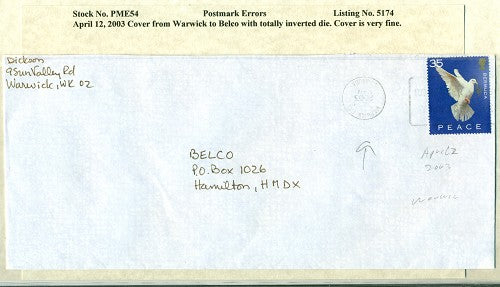 Stock No. PME54 Postmark Errors Listing No. 5174
April 12, 2003 Cover from Warwick to Belco with totally inverted die. Cover is very fine.
Dickson
9 Sun Valley Rd
Warwick, WK 02
35
BERMUDA
PEACE
BELCO
P.O. Box 1026
Hamilton, HMDX
April 12
2003
Warwick